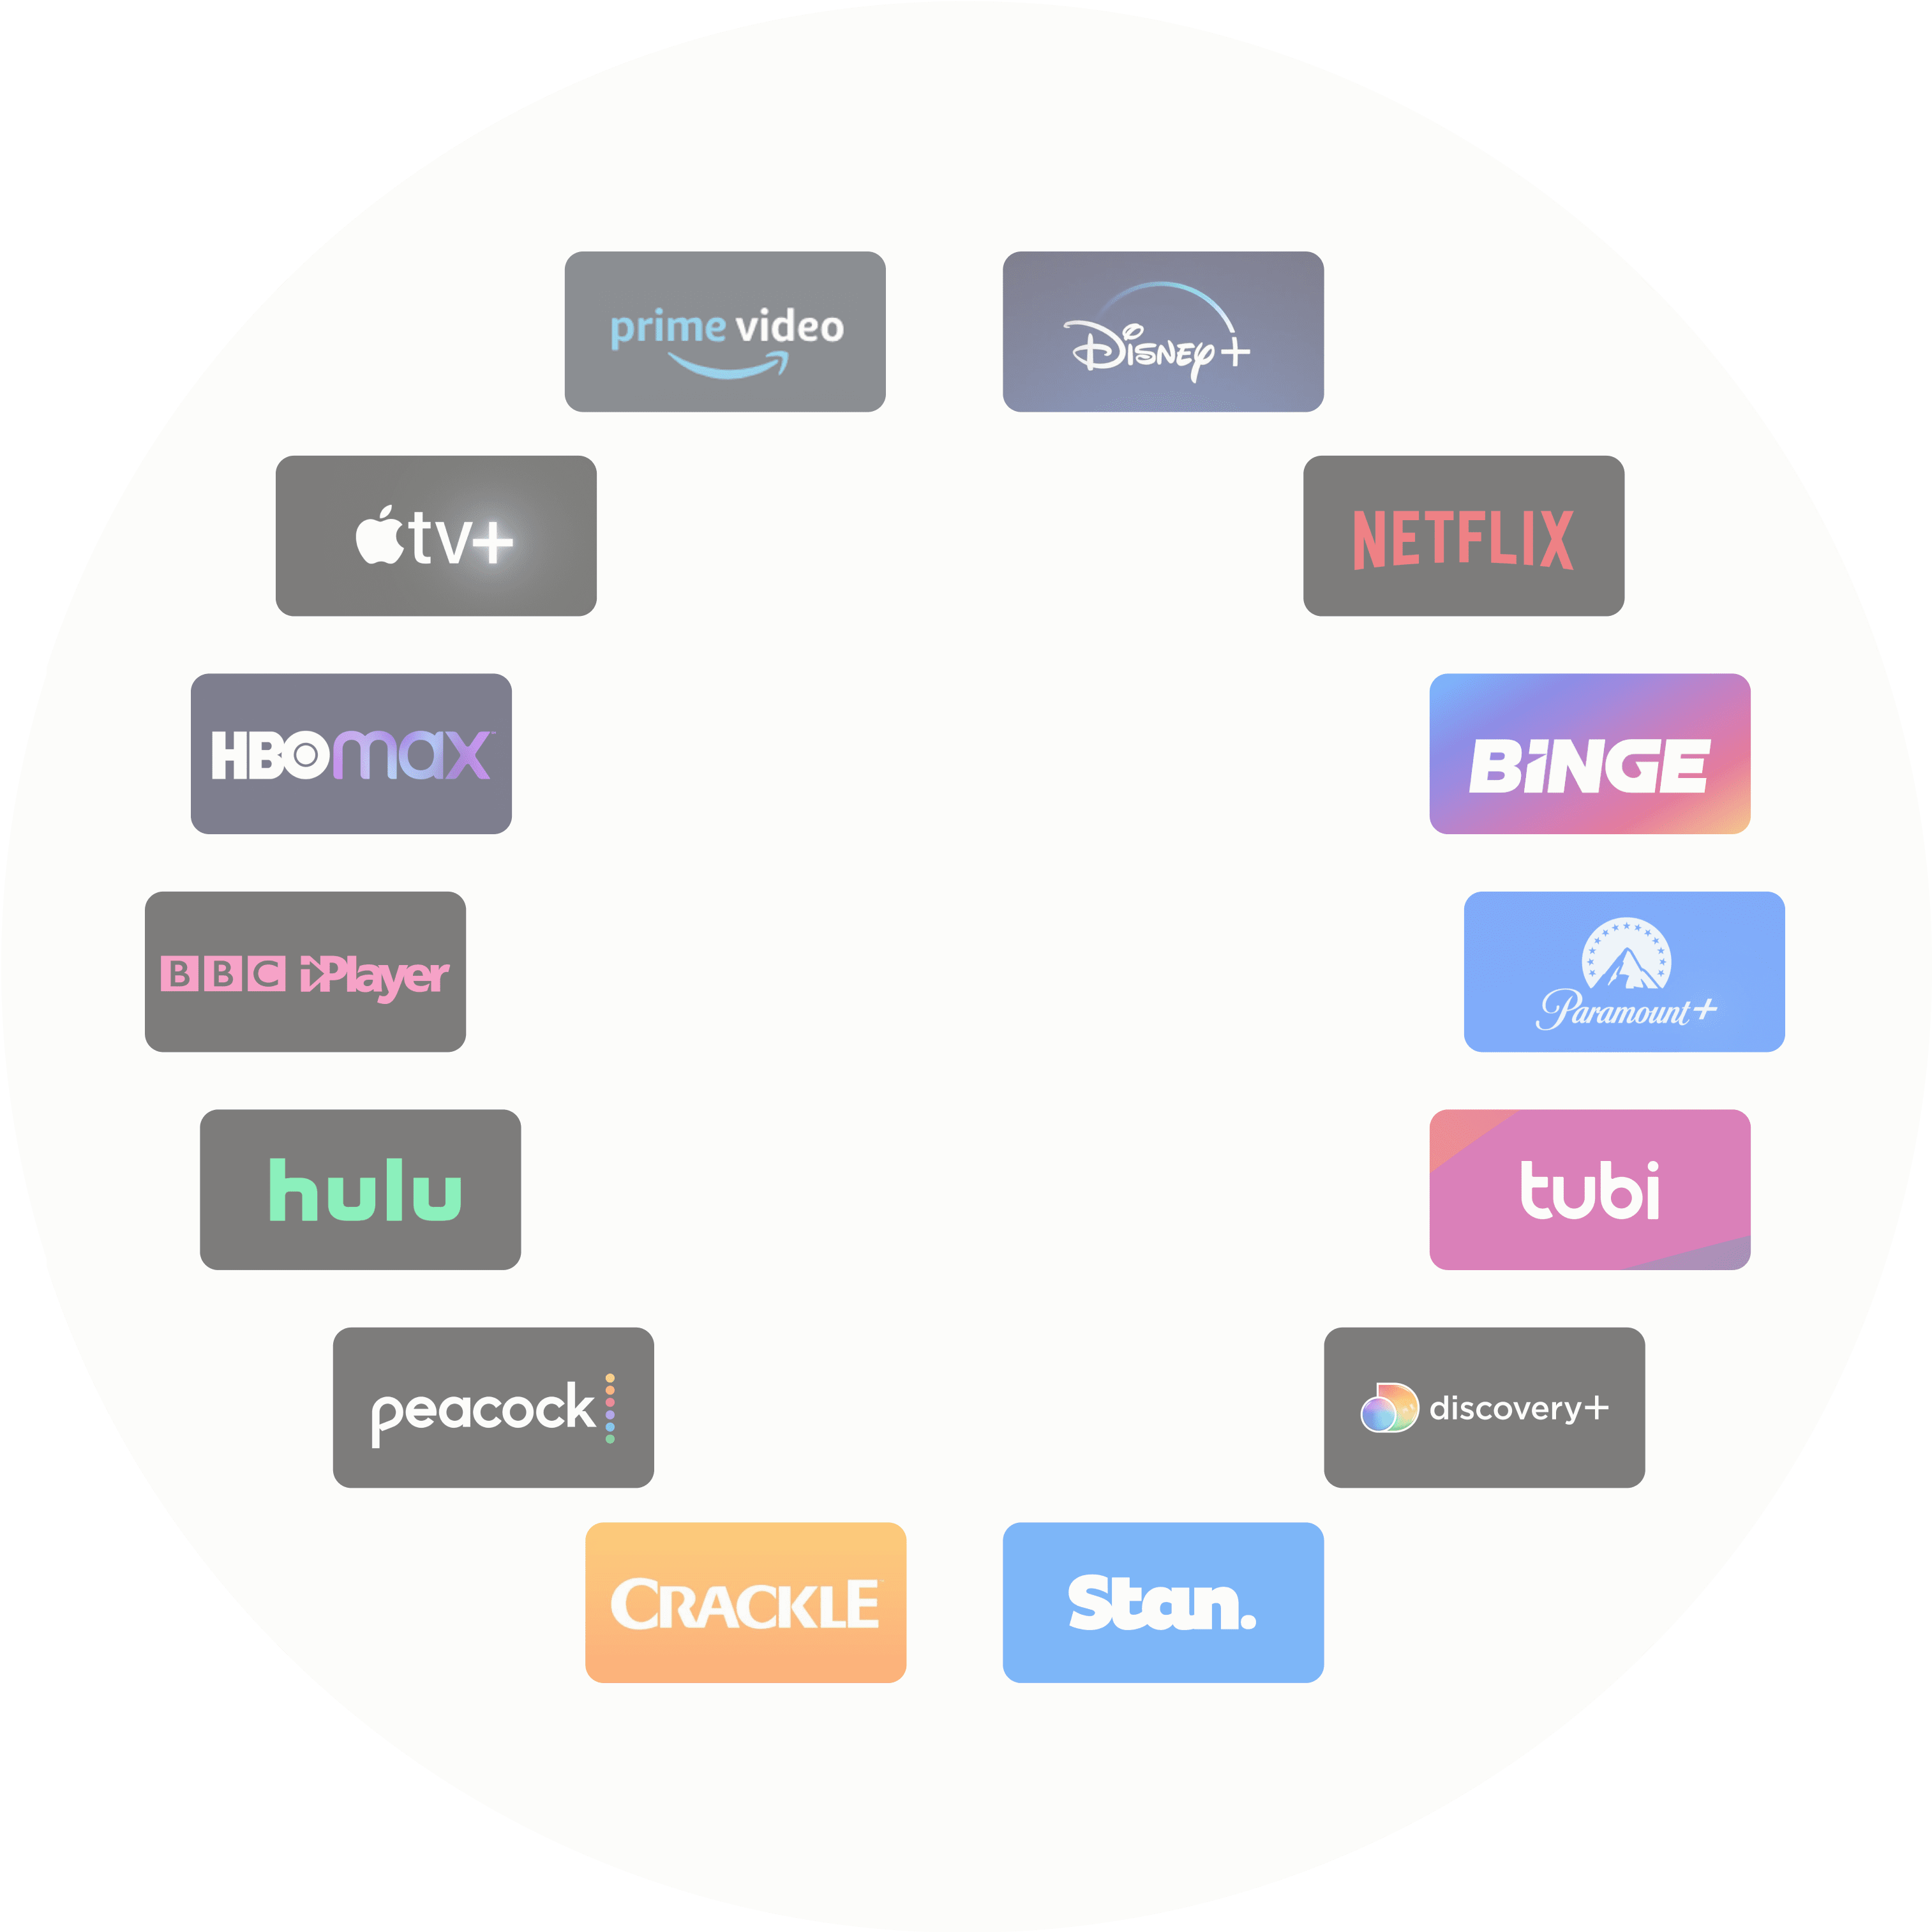 prime video
Disney+
tv+
NETFLIX
HBOmax
BiNGE
BBC iPlayer
Paramount+
hulu
tubi
peacock
discovery+
CRACKLE
Stan.